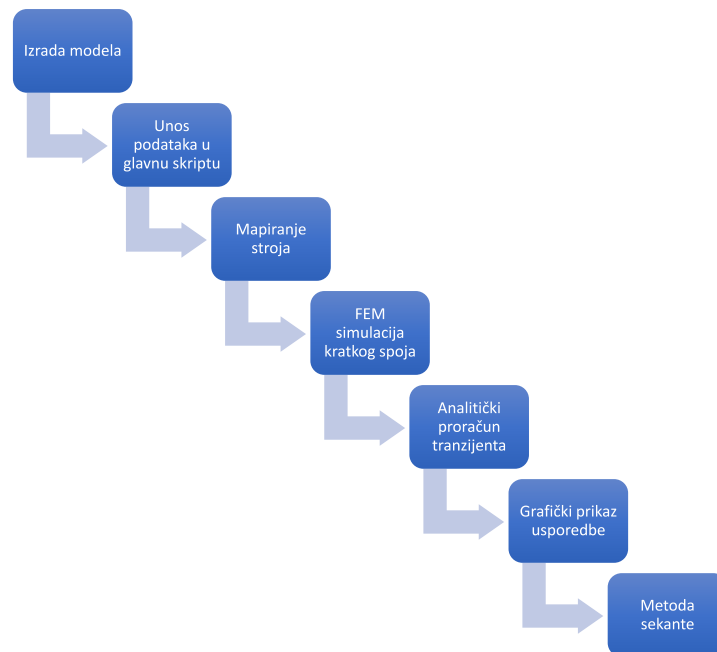 Izrada modela
Unos
podataka u
glavnu skriptu
Mapiranje
stroja
FEM
simulacija
kratkog spoja
Analitički
proračun
tranzijenta
Grafički prikaz
usporedbe
Metoda
sekante